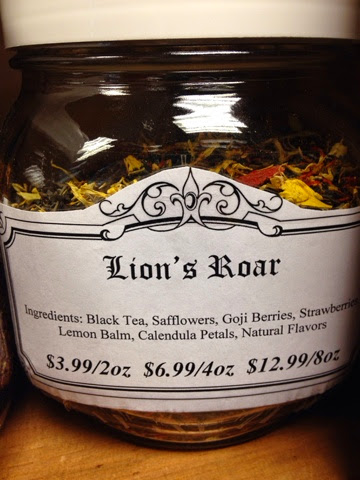 Lion's Roar
Ingredients: Black Tea, Safflowers, Goji Berries, Strawberries,
Lemon Balm, Calendula Petals, Natural Flavors
$3.99/2oz $6.99/4oz $12.99/8oz